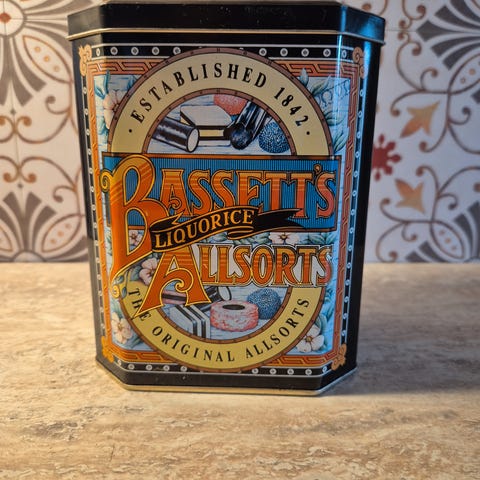 · ESTABLISHED 1842 ·
BASSETT'S
LIQUORICE
ALLSORTS
THE ORIGINAL ALLSORTS